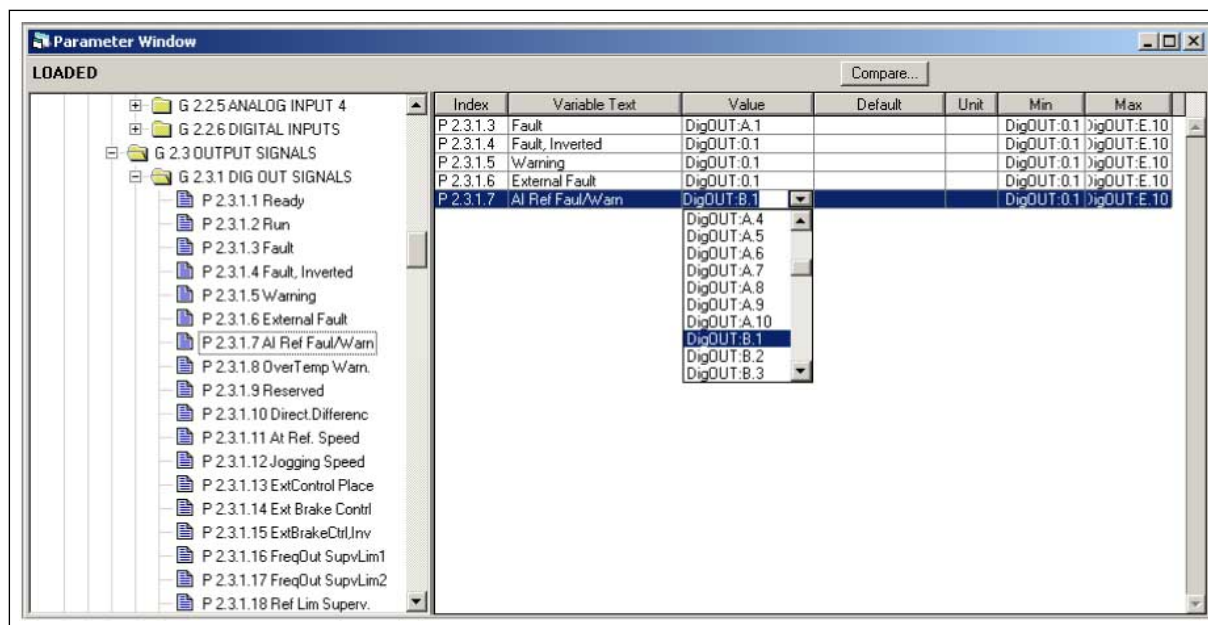 Parameter Window
LOADED
Compare...
G 2.2.5 ANALOG INPUT 4
G 2.2.6 DIGITAL INPUTS
G 2.3 OUTPUT SIGNALS
G 2.3.1 DIG OUT SIGNALS
P 2.3.1.1 Ready
P 2.3.1.2 Run
P 2.3.1.3 Fault
P 2.3.1.4 Fault, Inverted
P 2.3.1.5 Warning
P 2.3.1.6 External Fault
P 2.3.1.7 AI Ref Faul/Warn
P 2.3.1.8 OverTemp Warn.
P 2.3.1.9 Reserved
P 2.3.1.10 Direct.Differenc
P 2.3.1.11 At Ref. Speed
P 2.3.1.12 Jogging Speed
P 2.3.1.13 ExtControl Place
P 2.3.1.14 Ext Brake Contrl
P 2.3.1.15 ExtBrakeCtrl,Inv
P 2.3.1.16 FreqOut SupvLim1
P 2.3.1.17 FreqOut SupvLim2
P 2.3.1.18 Ref Lim Superv.
Index Variable Text Value Default Unit Min Max
P 2.3.1.3 Fault DigOUT:A.1 DigOUT:0.1 DigOUT:E.10
P 2.3.1.4 Fault, Inverted DigOUT:0.1 DigOUT:0.1 DigOUT:E.10
P 2.3.1.5 Warning DigOUT:0.1 DigOUT:0.1 DigOUT:E.10
P 2.3.1.6 External Fault DigOUT:0.1 DigOUT:0.1 DigOUT:E.10
P 2.3.1.7 AI Ref Faul/Warn DigOUT:B.1 DigOUT:0.1 DigOUT:E.10
DigOUT:A.4
DigOUT:A.5
DigOUT:A.6
DigOUT:A.7
DigOUT:A.8
DigOUT:A.9
DigOUT:A.10
DigOUT:B.1
DigOUT:B.2
DigOUT:B.3